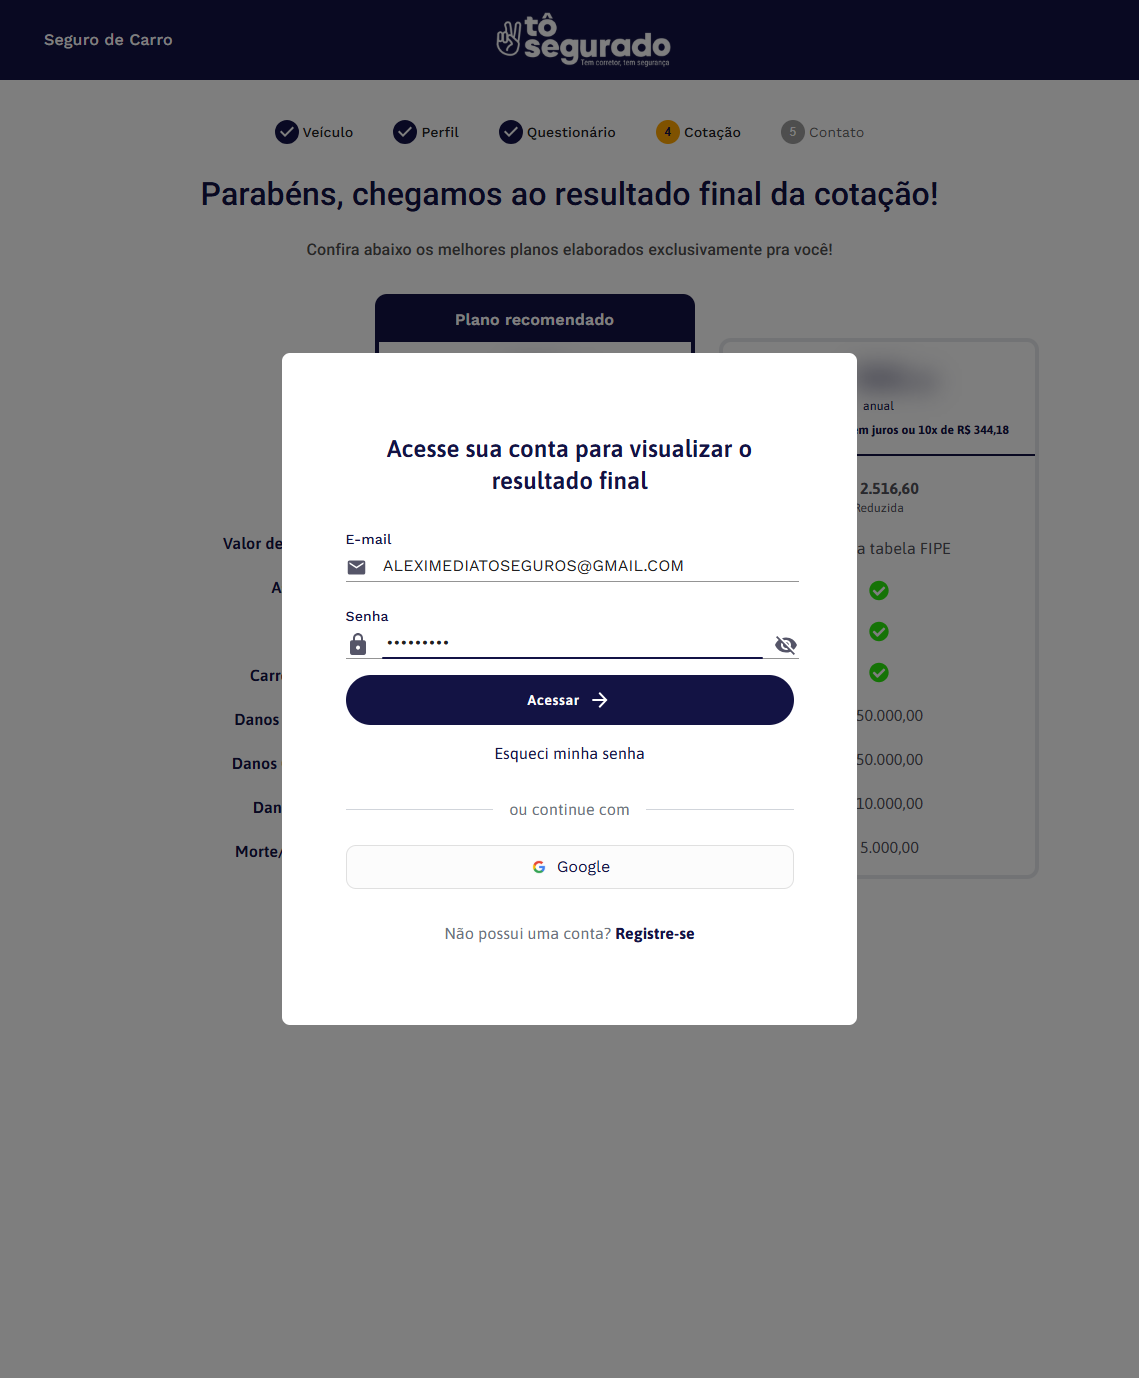 Seguro de Carro
tô
segurado
Tem corretor, tem segurança
Veículo
Perfil
Questionário
4 Cotação
5 Contato
Parabéns, chegamos ao resultado final da cotação!
Confira abaixo os melhores planos elaborados exclusivamente pra você!
Plano recomendado
anual
em juros ou 10x de R$ 344,18
2.516,60
Reduzida
Valor de
a tabela FIPE
A
Carr
Danos
50.000,00
Danos
50.000,00
Dan
10.000,00
Morte/
5.000,00
Acesse sua conta para visualizar o
resultado final
E-mail
ALEXIMEDIATOSEGUROS@GMAIL.COM
Senha
•••••••••
Acessar
Esqueci minha senha
ou continue com
Google
Não possui uma conta? Registre-se